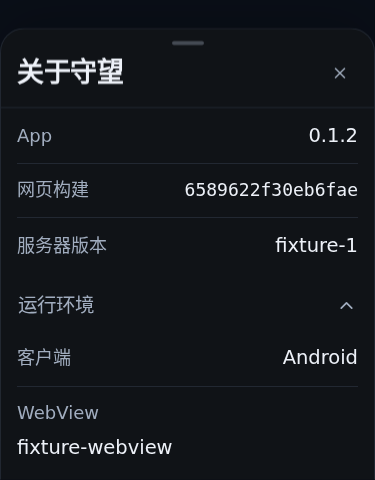 关于守望
×
App 0.1.2
网页构建 6589622f30eb6fae
服务器版本 fixture-1
运行环境
客户端 Android
WebView
fixture-webview